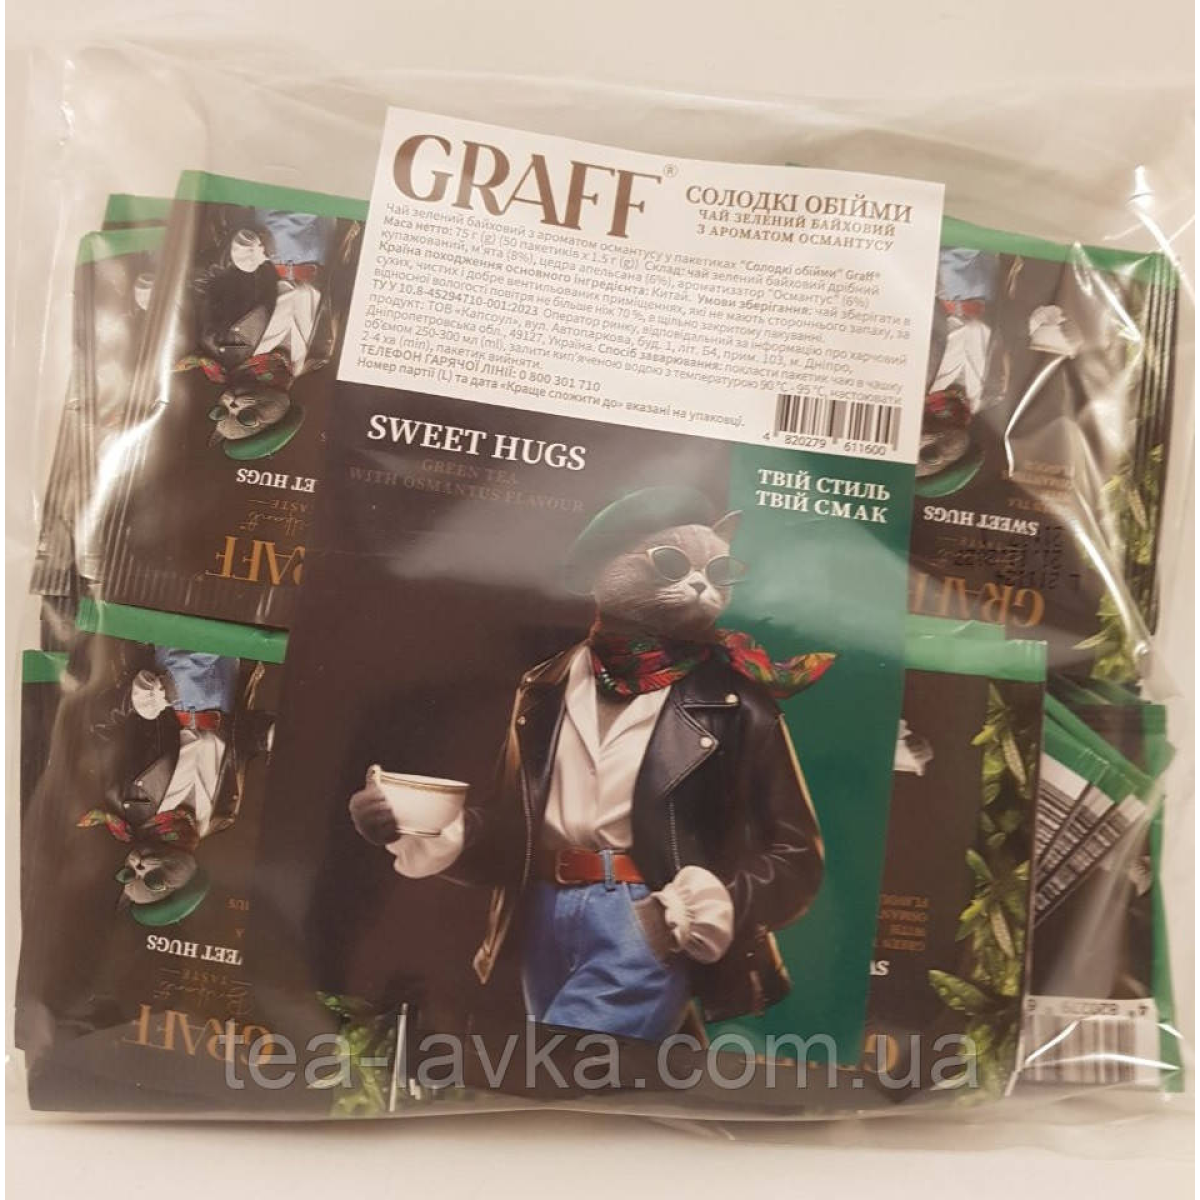 GRAFF®
СОЛОДКІ ОБІЙМИ
ЧАЙ ЗЕЛЕНИЙ БАЙХОВИЙ
З АРОМАТОМ ОСМАНТУСУ
Чай зелений байховий з ароматом османтусу у пакетиках "Солодкі обійми" Graff®
Маса нетто: 75 г (g) (50 пакетиків х 1.5 г (g)) Склад: чай зелений байховий дрібний
купажований, м'ята (8%), цедра апельсина (6%), ароматизатор "Османтус" (6%)
Країна походження основного інгредієнта: Китай. Умови зберігання: чай зберігати в
сухих, чистих і добре вентильованих приміщеннях, які не мають стороннього запаху, за
відносної вологості повітря не більше ніж 70 %, в щільно закритому пакуванні.
ТУ У 10.8-45294710-001:2023 Оператор ринку, відповідальний за інформацію про харчовий
продукт: ТОВ «Капсоул», вул. Автопаркова, буд. 1, літ. Б4, прим. 103, м. Дніпро,
Дніпропетровська обл., 49127, Україна. Спосіб заварювання: покласти пакетик чаю в чашку
об'ємом 250-300 мл (ml), залити кип'яченою водою з температурою 90 °C - 95 °C, настоювати
2-4 хв (min), пакетик вийняти.
ТЕЛЕФОН ГАРЯЧОЇ ЛІНІЇ: 0 800 301 710
Номер партії (L) та дата «Краще спожити до» вказані на упаковці.
4 820279 611600
SWEET HUGS
GREEN TEA
WITH OSMANTUS FLAVOUR
ТВІЙ СТИЛЬ
ТВІЙ СМАК
SWEET HUGS
GRAFF
SWEET HUGS
GRAFF
tea-lavka.com.ua